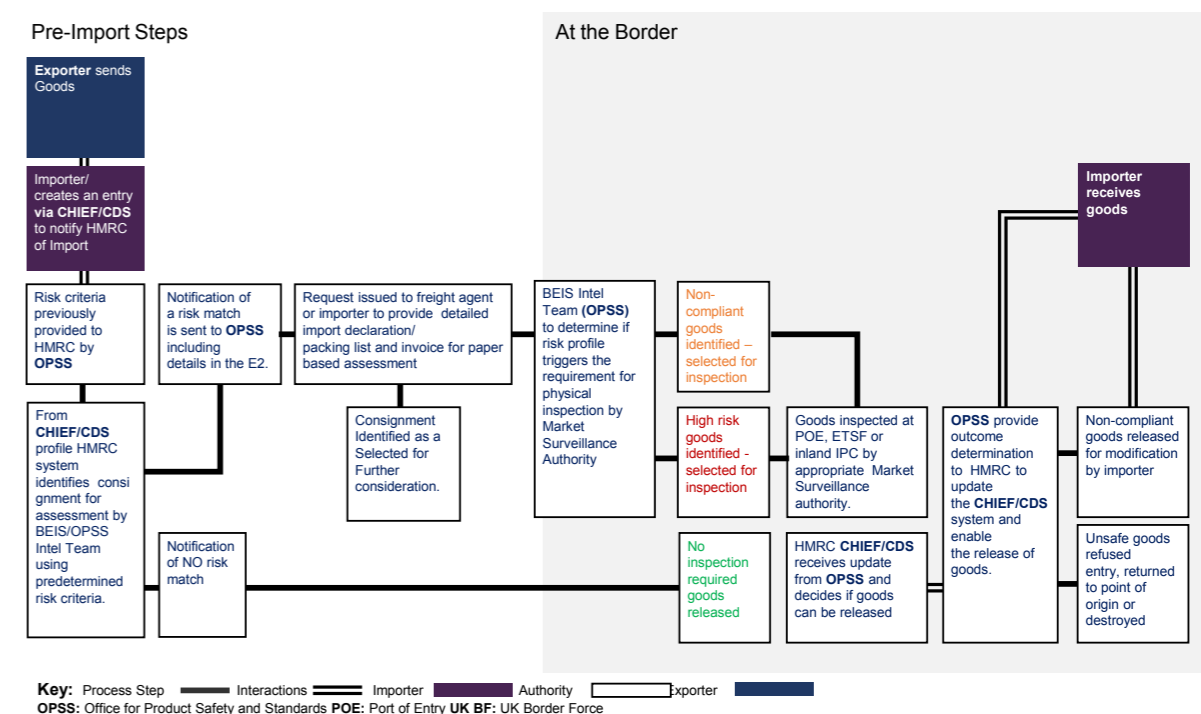 Pre-Import Steps
At the Border
Exporter sends
Goods
Importer/
creates an entry
via CHIEF/CDS
to notify HMRC
of Import
Importer
receives
goods
Risk criteria
previously
provided to
HMRC by
OPSS
Notification of
a risk match
is sent to OPSS
including
details in the E2.
Request issued to freight agent
or importer to provide detailed
import declaration/
packing list and invoice for paper
based assessment
BEIS Intel
Team (OPSS)
to determine if
risk profile
triggers the
requirement for
physical
inspection by
Market
Surveillance
Authority
Non-
compliant
goods
identified –
selected for
inspection
From
CHIEF/CDS
profile HMRC
system
identifies consi
gnment for
assessment by
BEIS/OPSS
Intel Team
using
predetermined
risk criteria.
Consignment
Identified as a
Selected for
Further
consideration.
High risk
goods
identified -
selected for
inspection
Goods inspected at
POE, ETSF or
inland IPC by
appropriate Market
Surveillance
authority.
OPSS provide
outcome
determination
to HMRC to
update
the CHIEF/CDS
system and
enable
the release of
goods.
Non-compliant
goods released
for modification
by importer
Notification
of NO risk
match
No
inspection
required
goods
released
HMRC CHIEF/CDS
receives update
from OPSS and
decides if goods
can be released
Unsafe goods
refused
entry, returned
to point of
origin or
destroyed
Key: Process Step Interactions Importer Authority Exporter
OPSS: Office for Product Safety and Standards POE: Port of Entry UK BF: UK Border Force